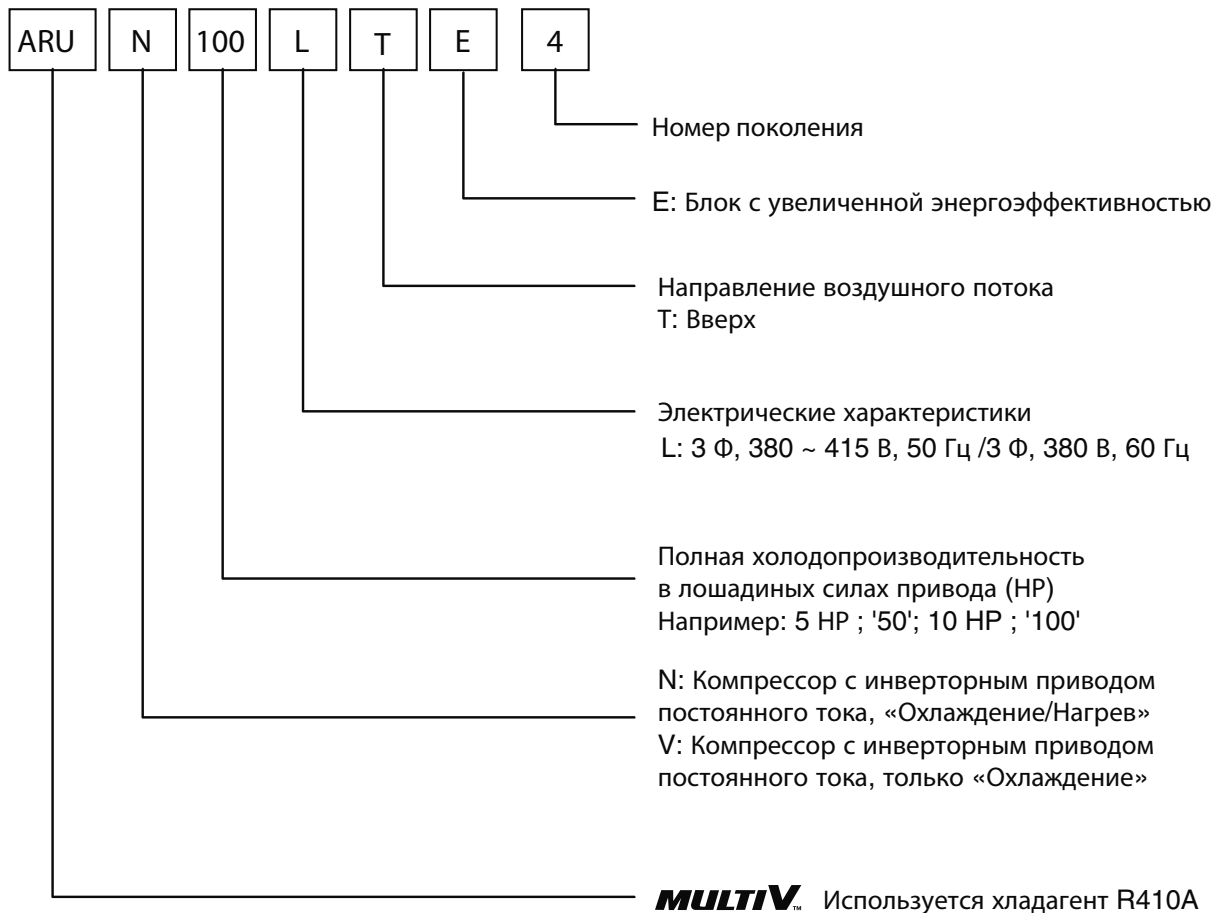 ARU N 100 L T E 4
Номер поколения
E: Блок с увеличенной энергоэффективностью
Направление воздушного потока
T: Вверх
Электрические характеристики
L: 3 Ф, 380 ~ 415 В, 50 Гц /3 Ф, 380 В, 60 Гц
Полная холодопроизводительность
в лошадиных силах привода (HP)
Например: 5 HP ; '50'; 10 HP ; '100'
N: Компрессор с инверторным приводом
постоянного тока, «Охлаждение/Нагрев»
V: Компрессор с инверторным приводом
постоянного тока, только «Охлаждение»
MULTI V™ Используется хладагент R410A